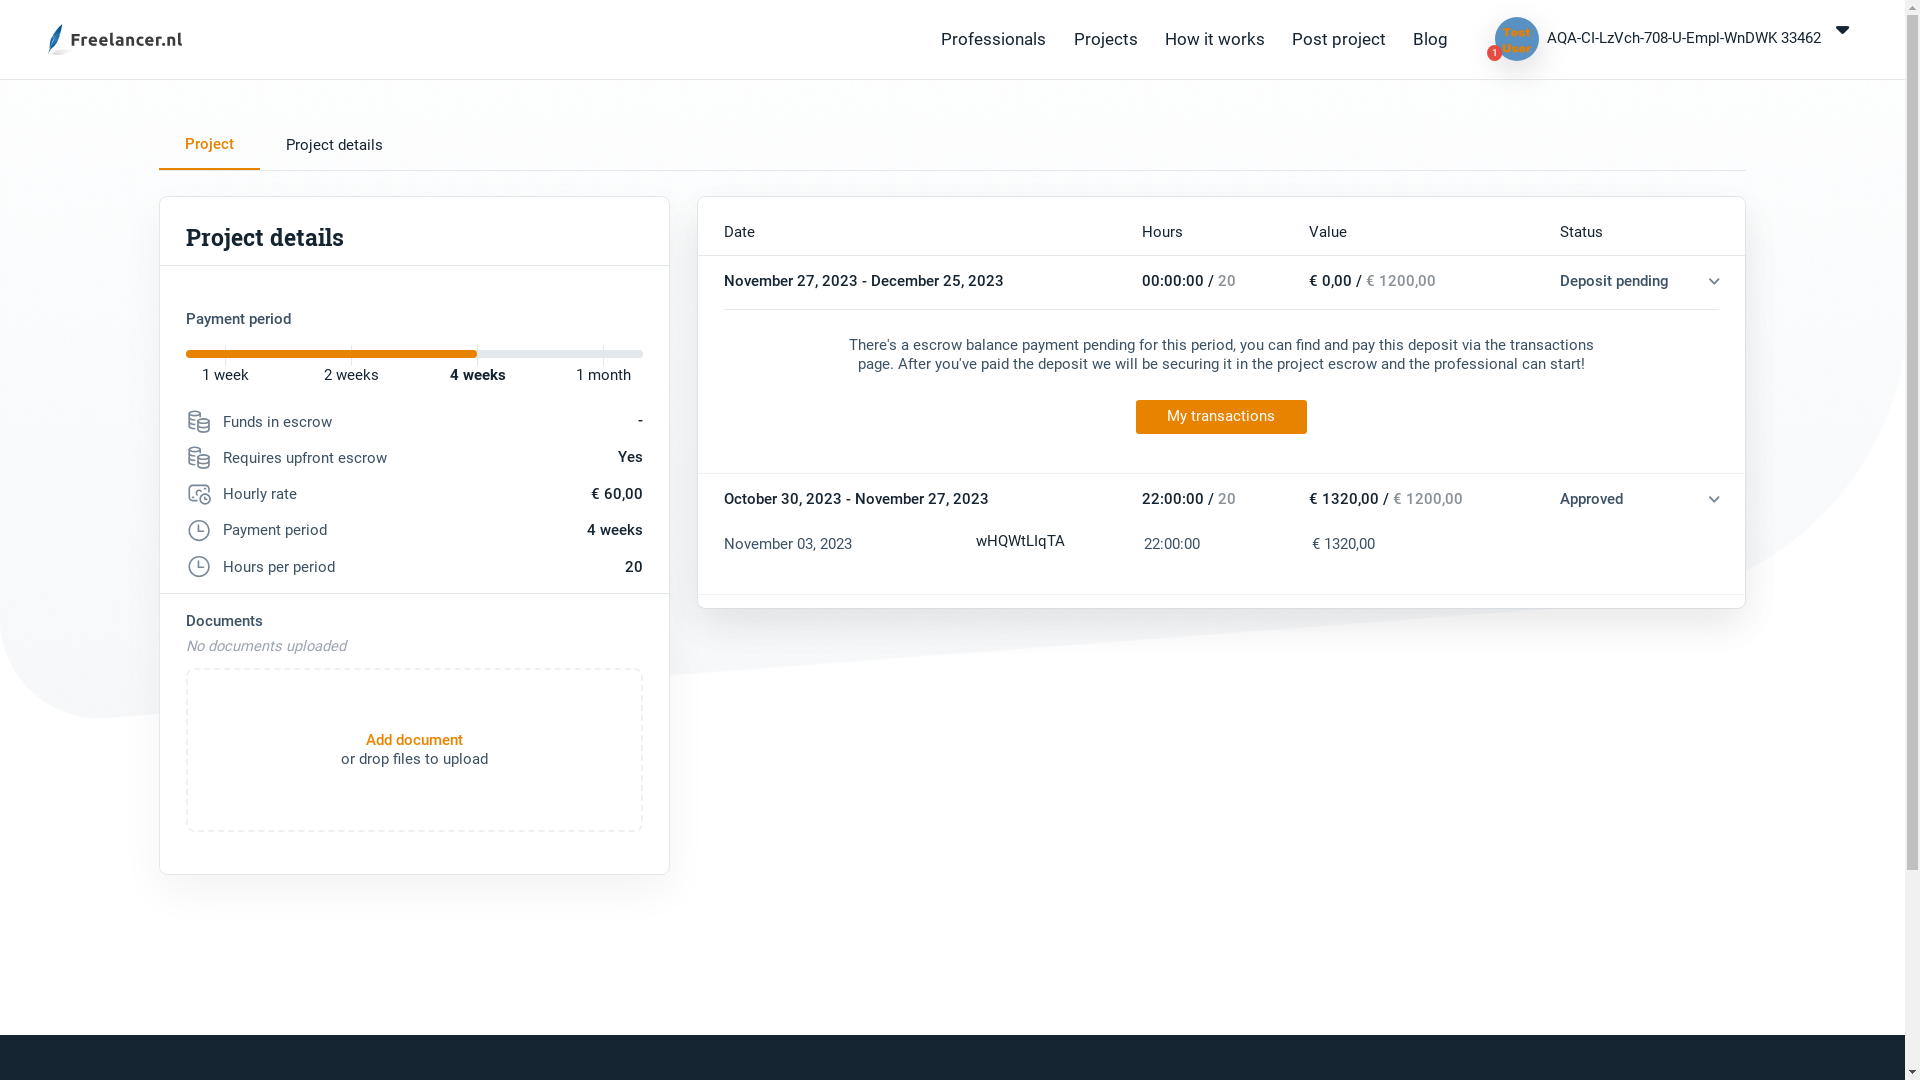 Freelancer.nl
Professionals
Projects
How it works
Post project
Blog
Test
User
1
AQA-CI-LzVch-708-U-Empl-WnDWK 33462
Project
Project details
Project details
Payment period
1 week
2 weeks
4 weeks
1 month
Funds in escrow -
Requires upfront escrow Yes
Hourly rate € 60,00
Payment period 4 weeks
Hours per period 20
Documents
No documents uploaded
Add document
or drop files to upload
Date Hours Value Status
November 27, 2023 - December 25, 2023 00:00:00 / 20 € 0,00 / € 1200,00 Deposit pending
There's a escrow balance payment pending for this period, you can find and pay this deposit via the transactions
page. After you've paid the deposit we will be securing it in the project escrow and the professional can start!
My transactions
October 30, 2023 - November 27, 2023 22:00:00 / 20 € 1320,00 / € 1200,00 Approved
November 03, 2023 wHQWtLIqTA 22:00:00 € 1320,00